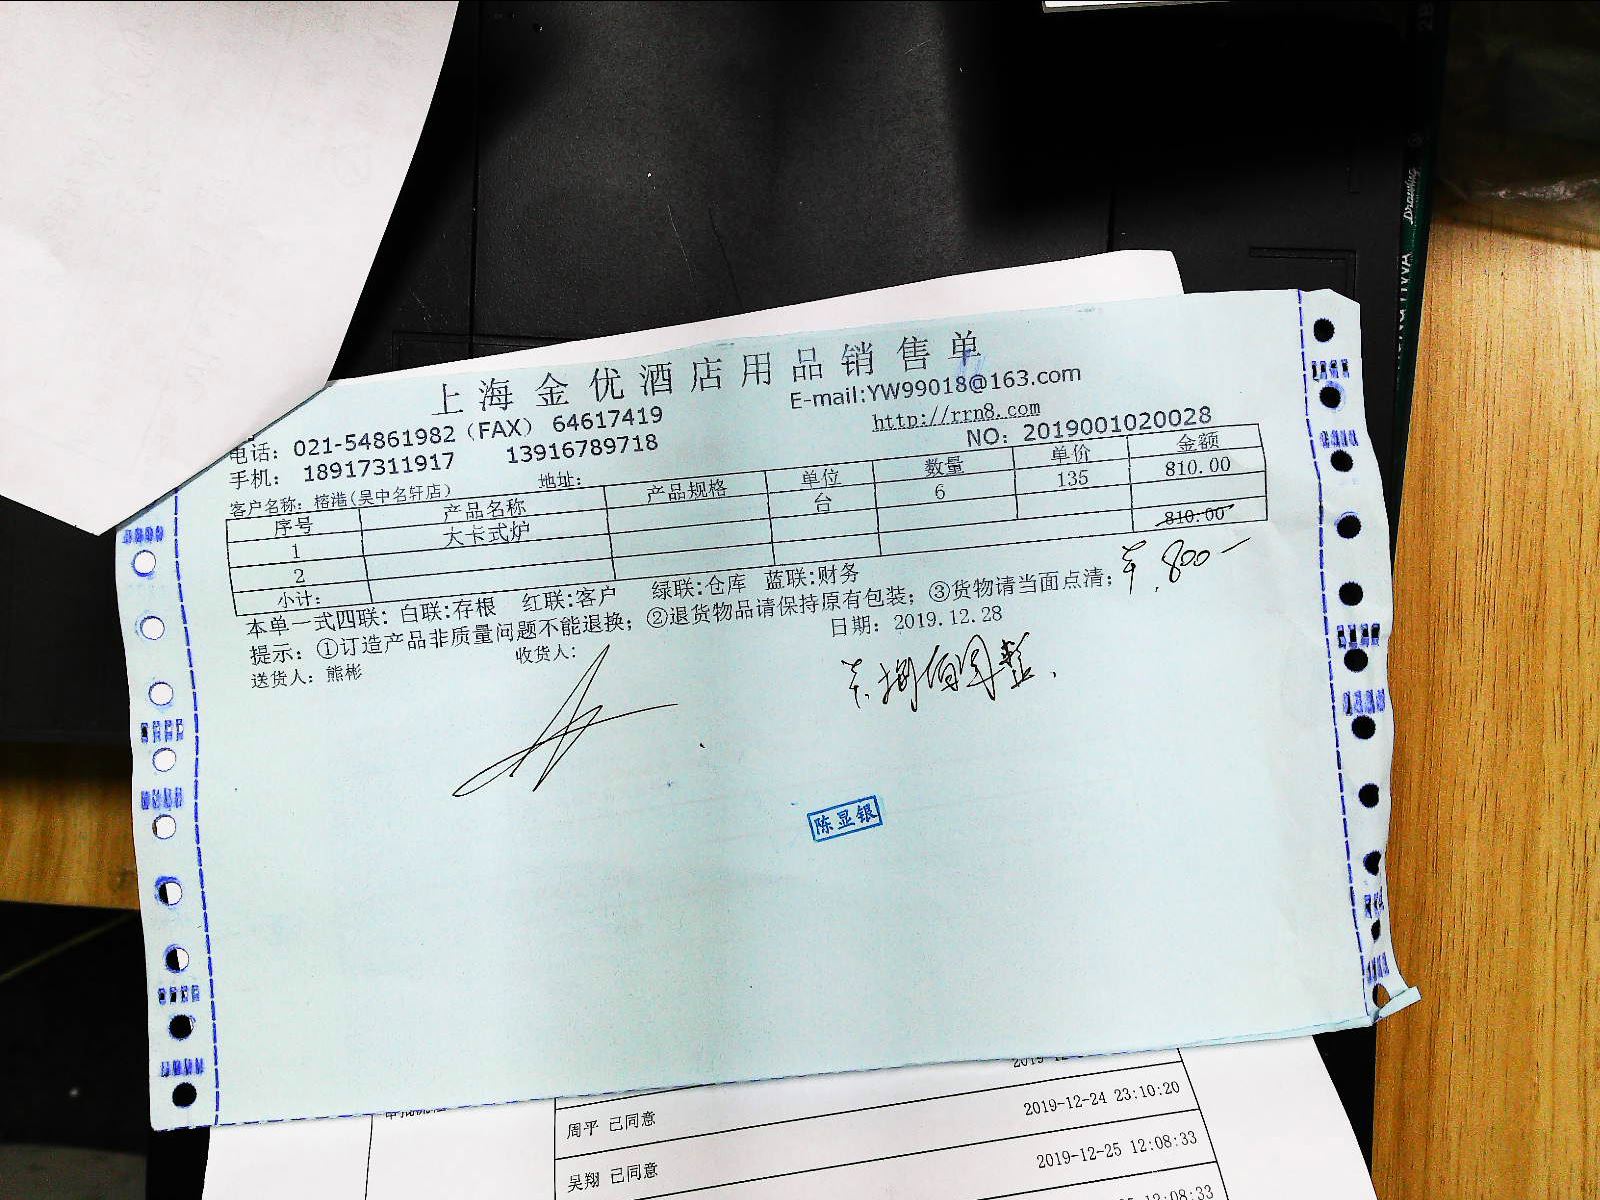 上海金优酒店用品销售单
电话: 021-54861982 (FAX) 64617419
E-mail:YW99018@163.com
手机: 18917311917 13916789718
http://rrn8.com
客户名称: 榕港(吴中名轩店) 地址:
NO: 2019001020028
序号 产品名称 产品规格 单位 数量 单价 金额
1 大卡式炉 台 6 135 810.00
2
小计: 810.00
¥.800-
本单一式四联: 白联:存根 红联:客户 绿联:仓库 蓝联:财务
提示: ①订造产品非质量问题不能退换; ②退货物品请保持原有包装; ③货物请当面点清;
送货人: 熊彬 收货人: 日期: 2019.12.28
捌佰圆整.
陈显银
周平 已同意 2019-12-24 23:10:20
吴翔 已同意 2019-12-25 12:08:33
12:08:33
Drawing